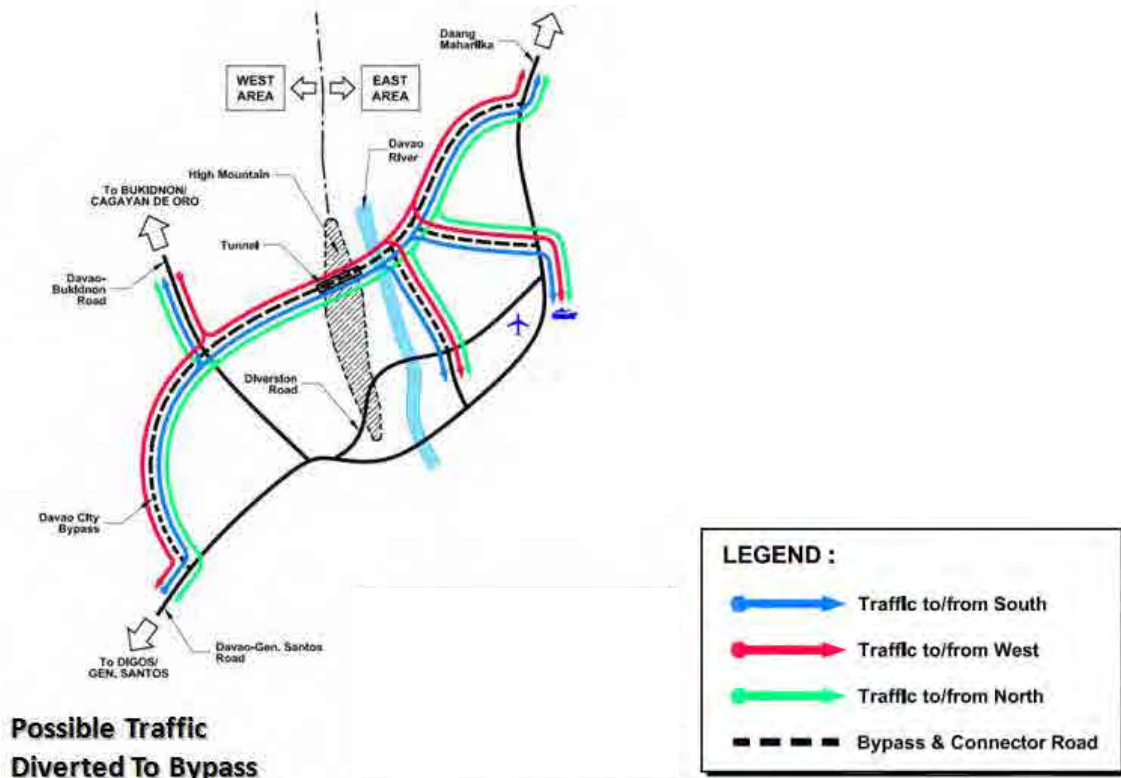 Daang
Maharlika
WEST
AREA
EAST
AREA
Davao
River
High Mountain
To BUKIDNON/
CAGAYAN DE ORO
Tunnel
Davao-
Bukidnon
Road
Diversion
Road
Davao City
Bypass
To DIGOS/
GEN. SANTOS
Davao-Gen. Santos
Road
LEGEND :
Traffic to/from South
Traffic to/from West
Traffic to/from North
Bypass & Connector Road
Possible Traffic
Diverted To Bypass